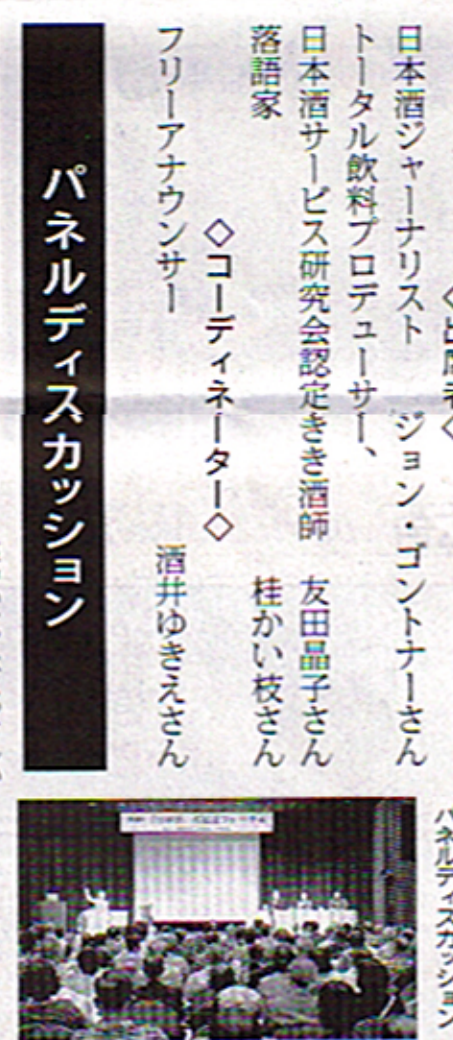 ◇出席者◇
日本酒ジャーナリスト　ジョン・ゴントナーさん
トータル飲料プロデューサー、
日本酒サービス研究会認定きき酒師　友田晶子さん
落語家　桂かい枝さん
◇コーディネーター◇
フリーアナウンサー　酒井ゆきえさん
パネルディスカッション
パネルディスカッション